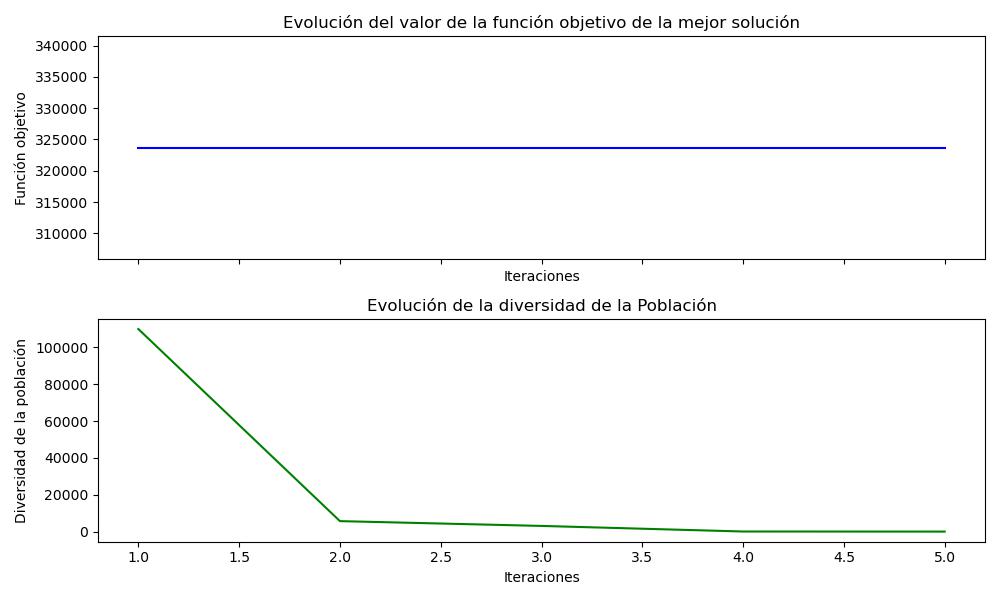 Evolución del valor de la función objetivo de la mejor solución
340000
335000
330000
325000
320000
315000
310000
Función objetivo
Iteraciones
Evolución de la diversidad de la Población
100000
80000
60000
40000
20000
0
Diversidad de la población
1.0 1.5 2.0 2.5 3.0 3.5 4.0 4.5 5.0
Iteraciones